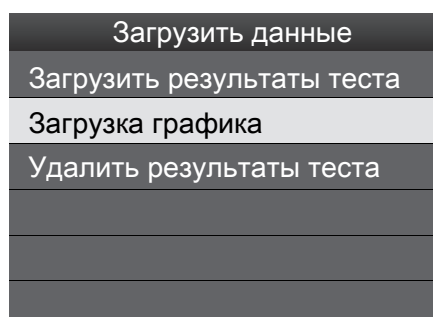 Загрузить данные
Загрузить результаты теста
Загрузка графика
Удалить результаты теста